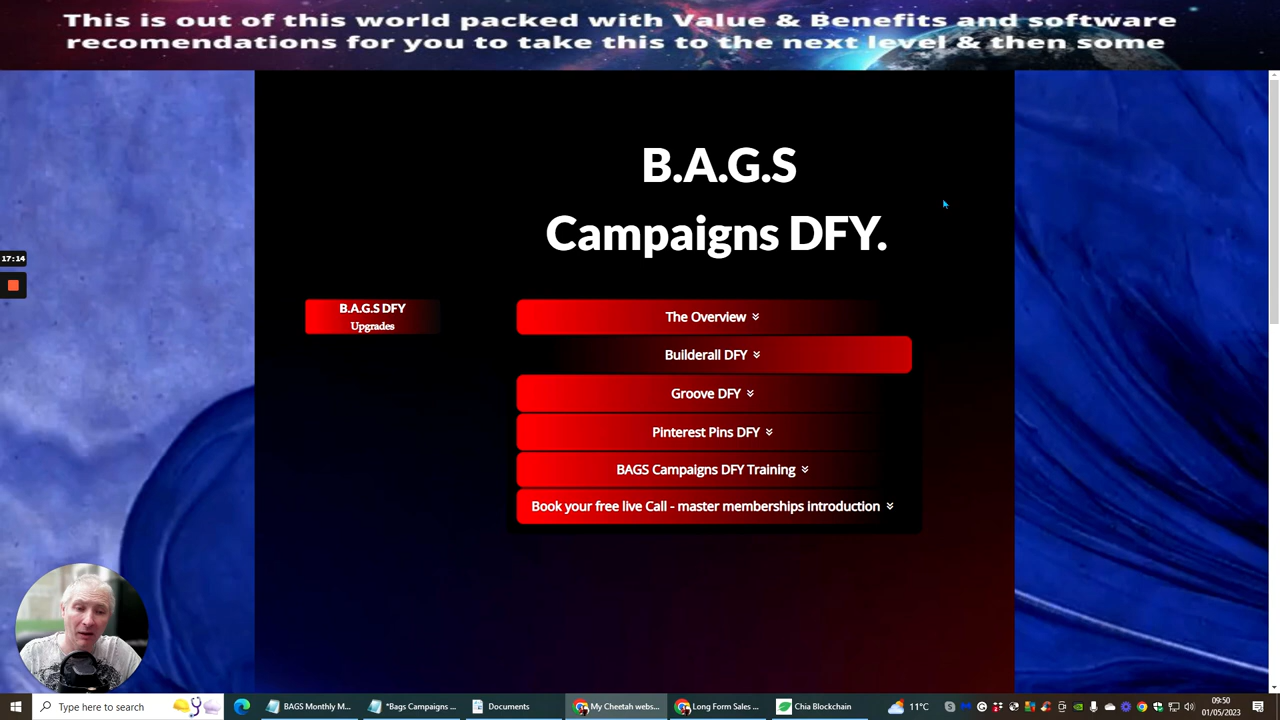 This is out of this world packed with Value & Benefits and software
recomendations for you to take this to the next level & then some
B.A.G.S
Campaigns DFY.
17:14
B.A.G.S DFY
Upgrades
The Overview
Builderall DFY
Groove DFY
Pinterest Pins DFY
BAGS Campaigns DFY Training
Book your free live Call - master memberships introduction
Type here to search
BAGS Monthly M...
*Bags Campaigns ...
Documents
My Cheetah webs...
Long Form Sales ...
Chia Blockchain
11°C
09:50
01/05/2023